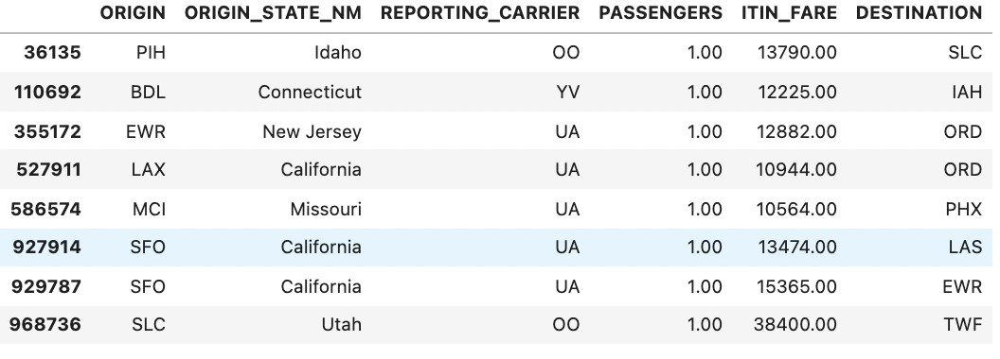 ORIGIN ORIGIN_STATE_NM REPORTING_CARRIER PASSENGERS ITIN_FARE DESTINATION
36135 PIH Idaho OO 1.00 13790.00 SLC
110692 BDL Connecticut YV 1.00 12225.00 IAH
355172 EWR New Jersey UA 1.00 12882.00 ORD
527911 LAX California UA 1.00 10944.00 ORD
586574 MCI Missouri UA 1.00 10564.00 PHX
927914 SFO California UA 1.00 13474.00 LAS
929787 SFO California UA 1.00 15365.00 EWR
968736 SLC Utah OO 1.00 38400.00 TWF